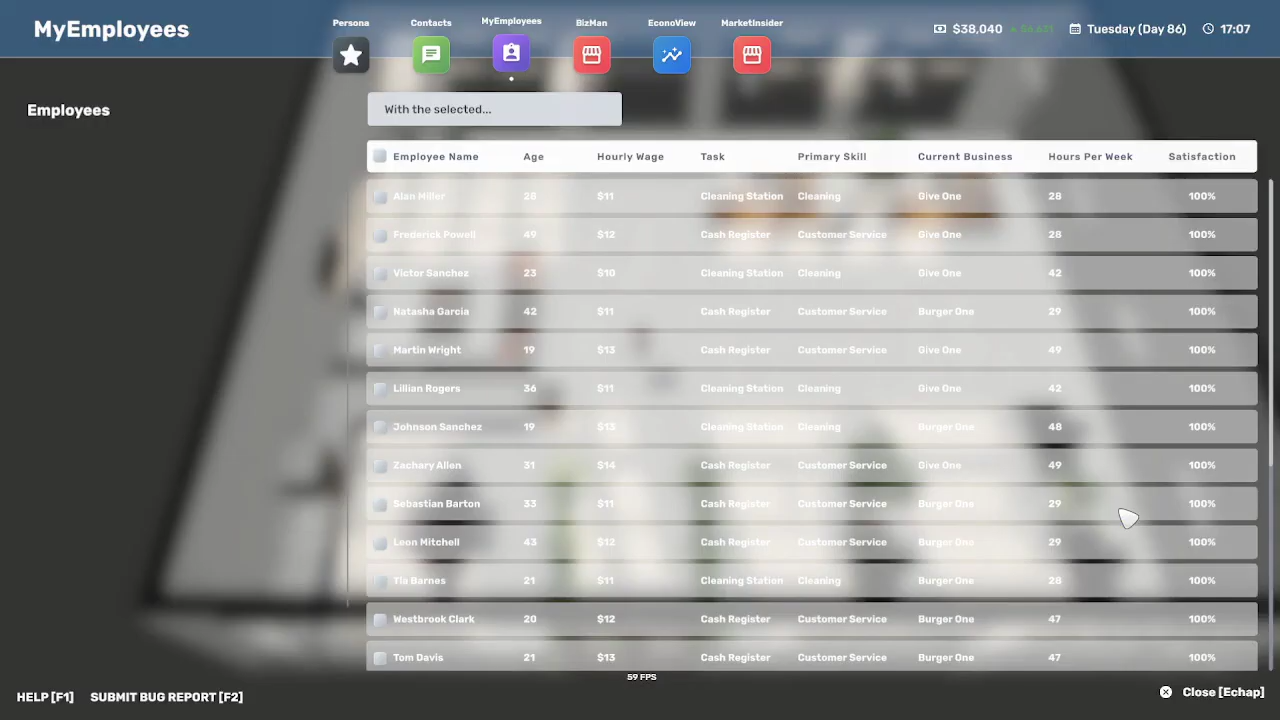 MyEmployees
Persona
Contacts
MyEmployees
BizMan
EconoView
MarketInsider
$38,040
$6,621
Tuesday (Day 86)
17:07
Employees
With the selected...
Employee Name Age Hourly Wage Task Primary Skill Current Business Hours Per Week Satisfaction
Alan Miller 28 $11 Cleaning Station Cleaning Give One 28 100%
Frederick Powell 49 $12 Cash Register Customer Service Give One 28 100%
Victor Sanchez 23 $10 Cleaning Station Cleaning Give One 42 100%
Natasha Garcia 42 $11 Cash Register Customer Service Burger One 29 100%
Martin Wright 19 $13 Cash Register Customer Service Give One 49 100%
Lillian Rogers 36 $11 Cleaning Station Cleaning Give One 42 100%
Johnson Sanchez 19 $13 Cleaning Station Cleaning Burger One 48 100%
Zachary Allen 31 $14 Cash Register Customer Service Give One 49 100%
Sebastian Barton 33 $11 Cash Register Customer Service Burger One 29 100%
Leon Mitchell 43 $12 Cash Register Customer Service Burger One 29 100%
Tia Barnes 21 $11 Cleaning Station Cleaning Burger One 28 100%
Westbrook Clark 20 $12 Cash Register Customer Service Burger One 47 100%
Tom Davis 21 $13 Cash Register Customer Service Burger One 47 100%
59 FPS
HELP [F1] SUBMIT BUG REPORT [F2]
Close [Echap]